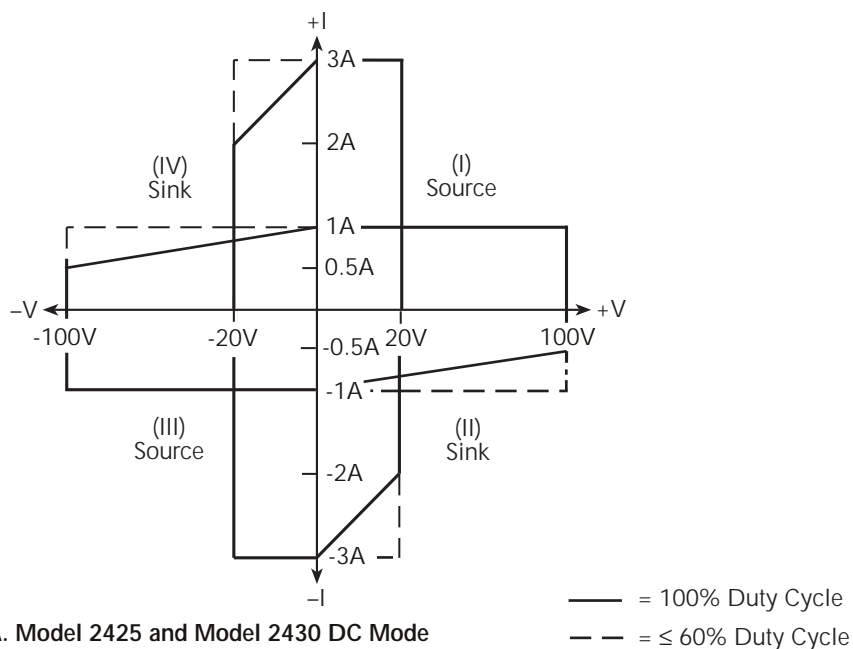 +I
3A
2A
(IV)
Sink
(I)
Source
1A
0.5A
–V
+V
-100V
-20V
20V
100V
-0.5A
-1A
(III)
Source
(II)
Sink
-2A
-3A
–I
= 100% Duty Cycle
. Model 2425 and Model 2430 DC Mode
= ≤ 60% Duty Cycle